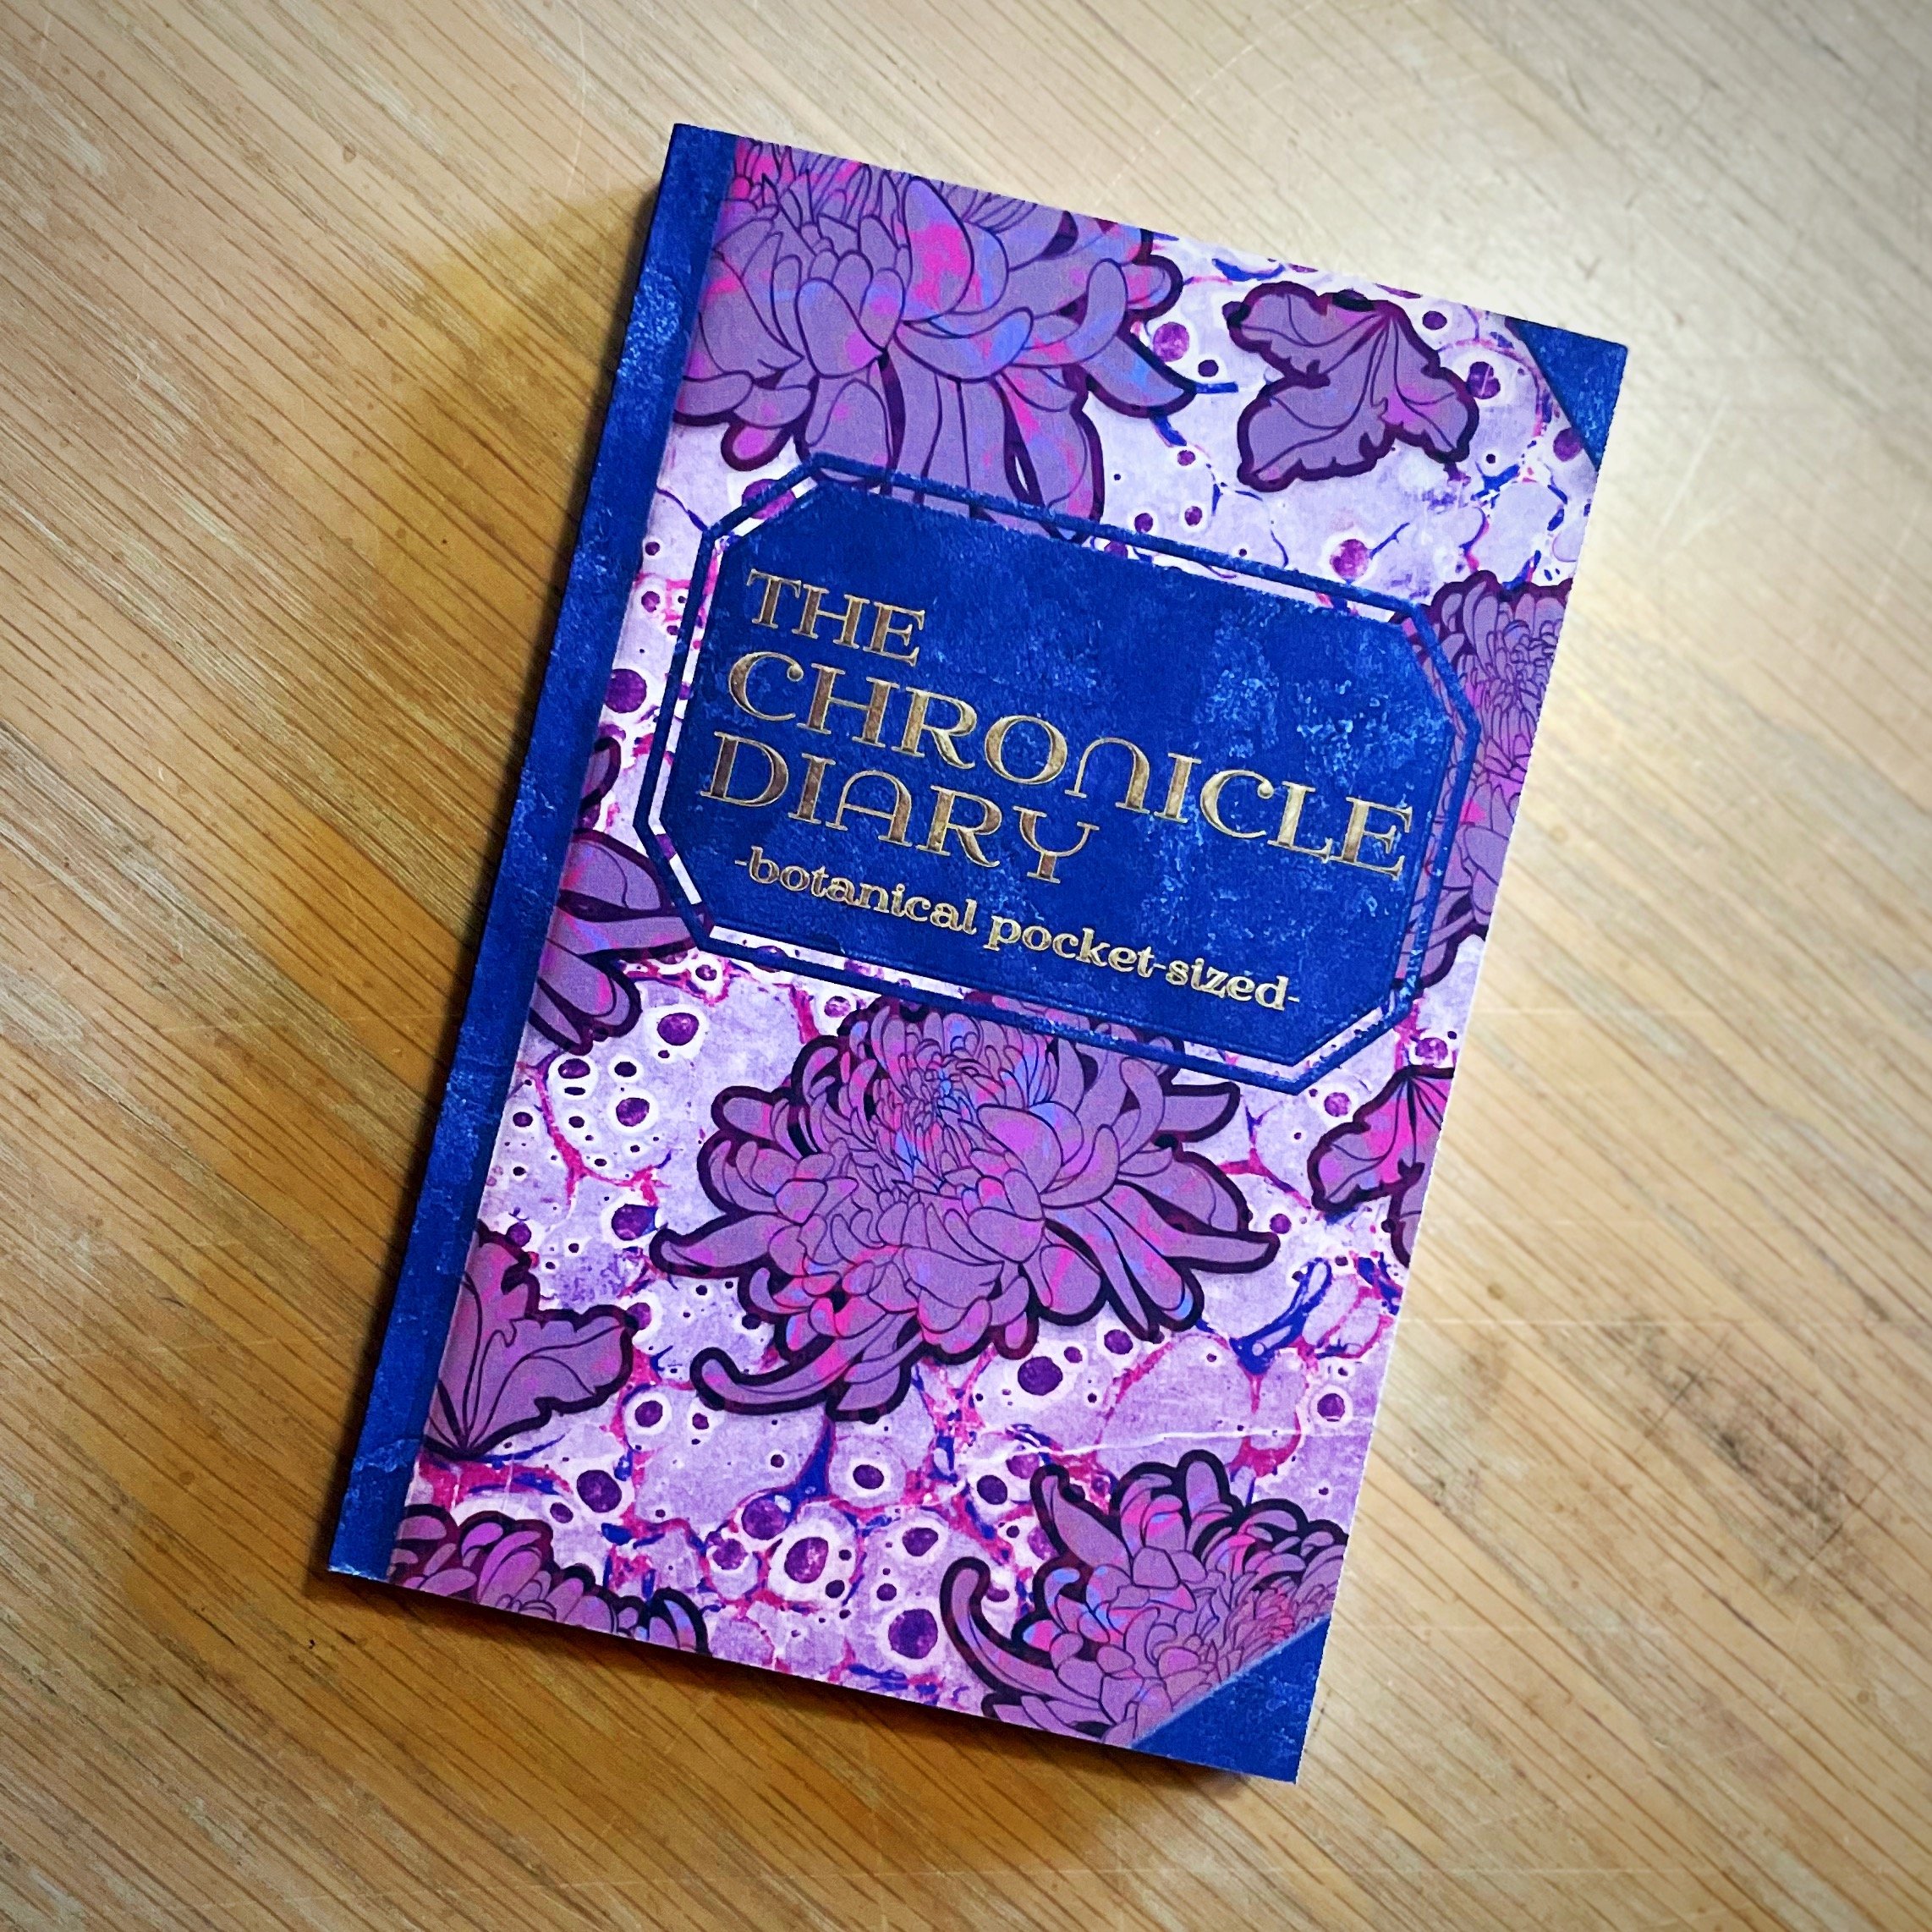 THE
CHRONICLE
DIARY
-botanical pocket-sized-